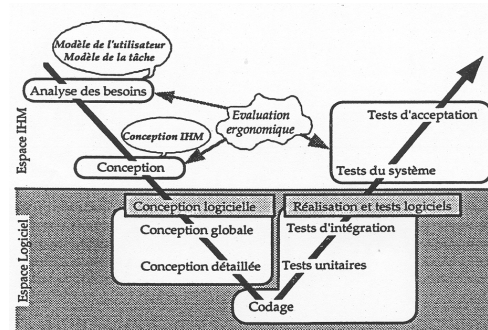 Modèle de l'utilisateur
Modèle de la tâche
Analyse des besoins
Evaluation
ergonomique
Conception IHM
Conception
Tests d'acceptation
Tests du système
Espace IHM
Conception logicielle
Conception globale
Conception détaillée
Réalisation et tests logiciels
Tests d'intégration
Tests unitaires
Codage
Espace Logiciel